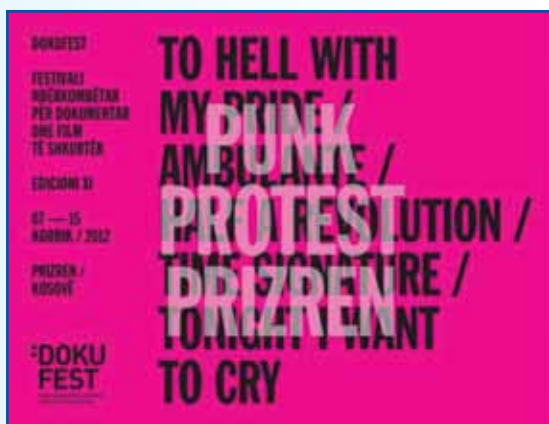 DOKUFEST
FESTIVALI
NDËRKOMBËTAR
PËR DOKUMENTAR
DHE FILM
TË SHKURTËR
EDICIONI XI
07 — 15
KORRIK / 2012
PRIZREN /
KOSOVË
DOKU
FEST
TO HELL WITH
MY PRIDE /
AMBULANTE /
A REVOLUTION /
TIME SIGNATURE /
TONIGHT I WANT
TO CRY
PUNK
PROTEST
PRIZREN